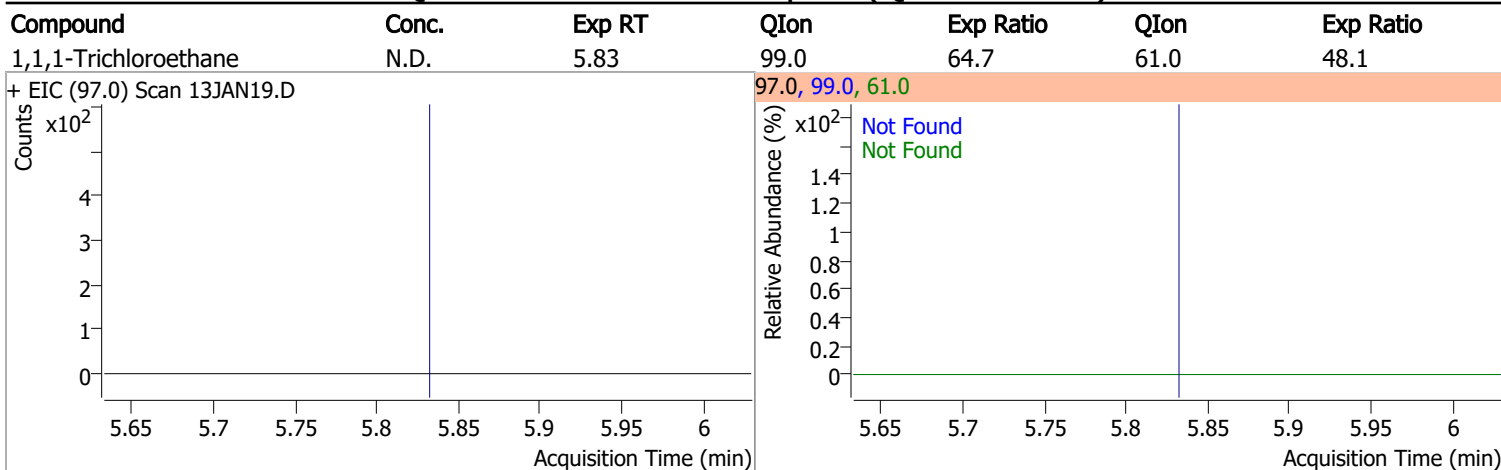 Compound Conc. Exp RT QIon Exp Ratio QIon Exp Ratio
1,1,1-Trichloroethane N.D. 5.83 99.0 64.7 61.0 48.1
+ EIC (97.0) Scan 13JAN19.D
Counts
x10²
4
3
2
1
0
5.65 5.7 5.75 5.8 5.85 5.9 5.95 6
Acquisition Time (min)
97.0, 99.0, 61.0
Relative Abundance (%)
x10²
Not Found
Not Found
1.4
1.2
1
0.8
0.6
0.4
0.2
0
5.65 5.7 5.75 5.8 5.85 5.9 5.95 6
Acquisition Time (min)